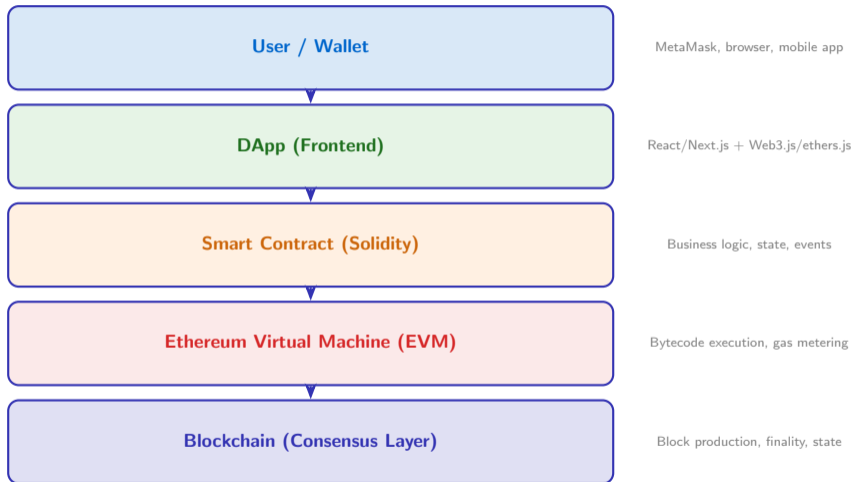 User / Wallet
MetaMask, browser, mobile app
DApp (Frontend)
React/Next.js + Web3.js/ethers.js
Smart Contract (Solidity)
Business logic, state, events
Ethereum Virtual Machine (EVM)
Bytecode execution, gas metering
Blockchain (Consensus Layer)
Block production, finality, state